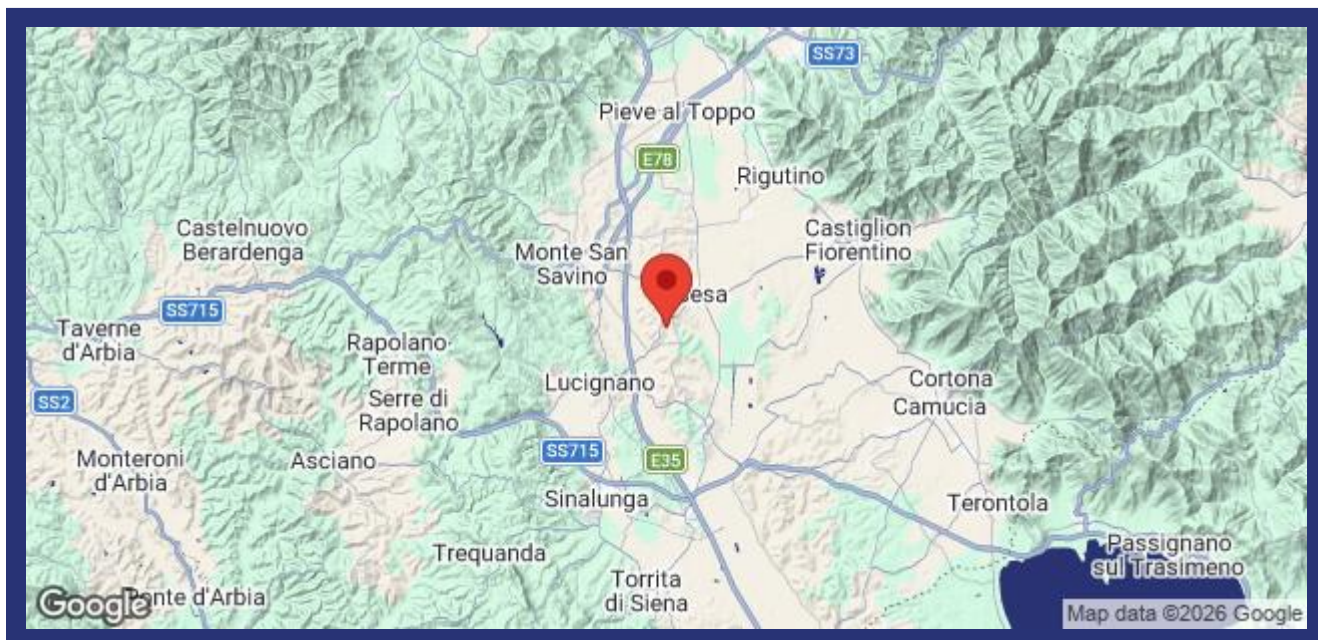 SS73
Pieve al Toppo
E78
Rigutino
Castelnuovo
Berardenga
Castiglion
Fiorentino
Monte San
Savino
SS715
Taverne
d'Arbia
Rapolano
Terme
Lucignano
Serre di
Rapolano
Cortona
Camucia
SS2
Monteroni
d'Arbia
Asciano
SS715
E35
Sinalunga
Terontola
Trequanda
Passignano
sul Trasimeno
Torrita
di Siena
d'Arbia
Google
Map data ©2026 Google